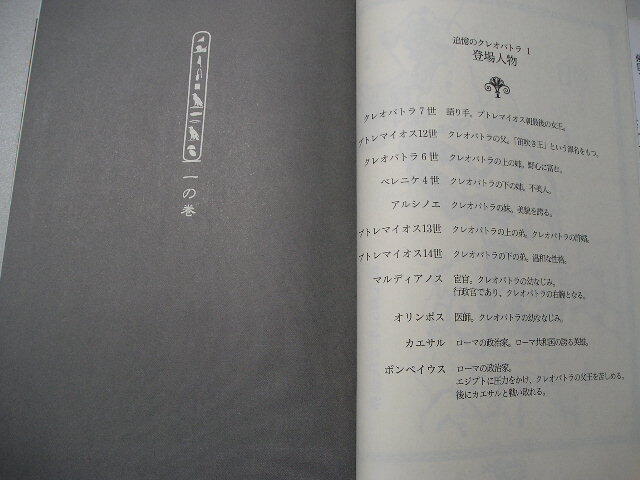 一の巻
追憶のクレオパトラ 1
登場人物
クレオパトラ7世 語り手。プトレマイオス朝最後の女王。
プトレマイオス12世 クレオパトラの父。「笛吹き王」という渾名をもつ。
クレオパトラ6世 クレオパトラの上の姉。野心に富む。
ベレニケ4世 クレオパトラの下の姉。不美人。
アルシノエ クレオパトラの妹。美貌を誇る。
プトレマイオス13世 クレオパトラの上の弟。クレオパトラの
プトレマイオス14世 クレオパトラの下の弟。温和な性格。
マルディアノス 宦官。クレオパトラの幼なじみ。
行政官であり、クレオパトラの右腕となる。
オリンポス 医師。クレオパトラの幼ななじみ。
カエサル ローマの政治家。ローマ共和国の誇る英雄。
ポンペイウス ローマの政治家。
エジプトに圧力をかけ、クレオパトラの父王を苦しめる。
後にカエサルと戦い敗れる。